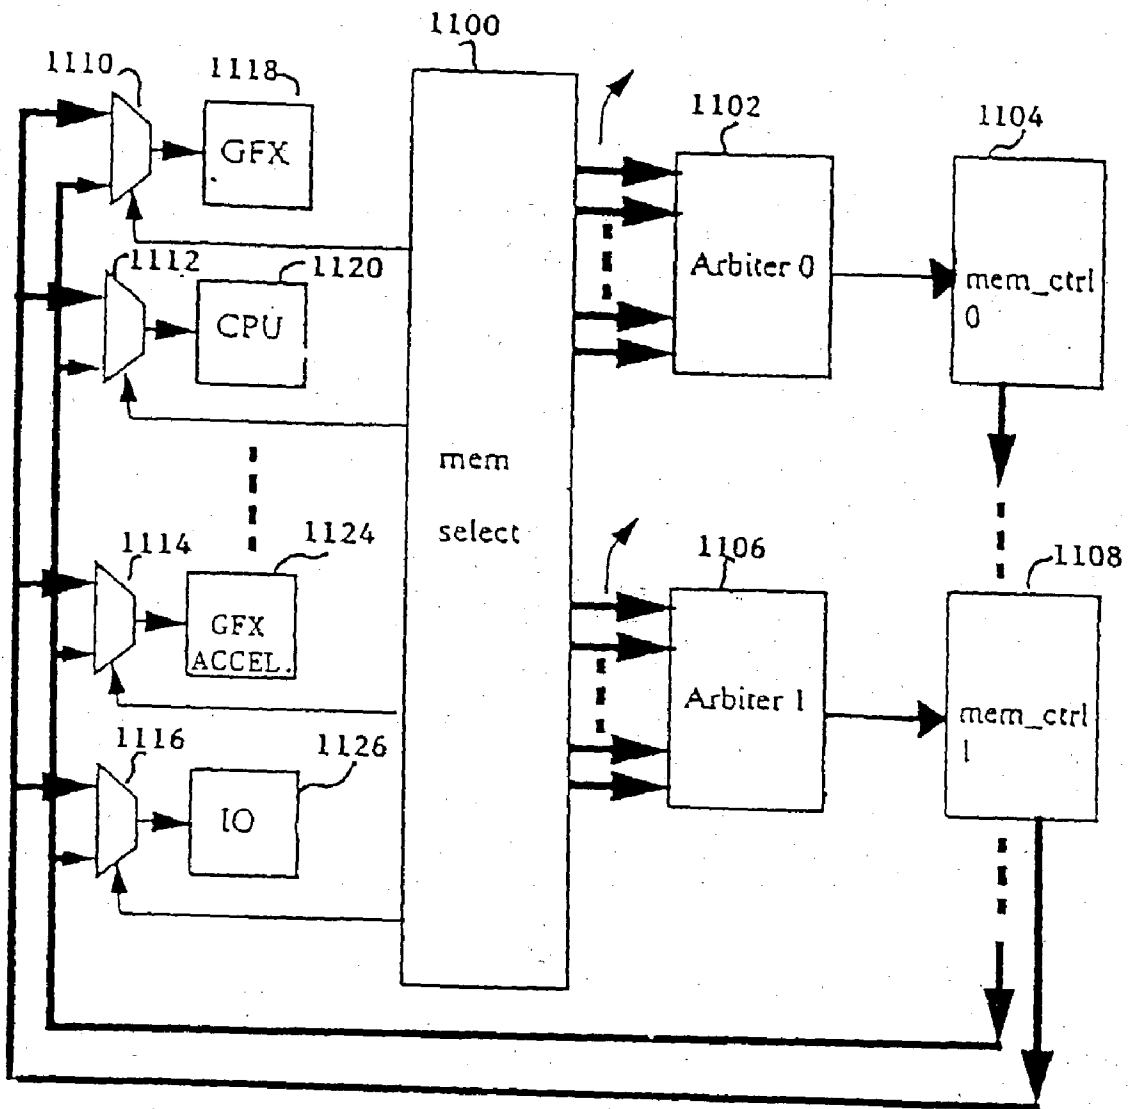 1100
1110
1118
1102
1104
GFX
Arbiter 0
mem_ctrl
0
1112
1120
CPU
mem
select
1114
1124
GFX
ACCEL.
1106
1108
Arbiter 1
mem_ctrl
1
1116
1126
IO